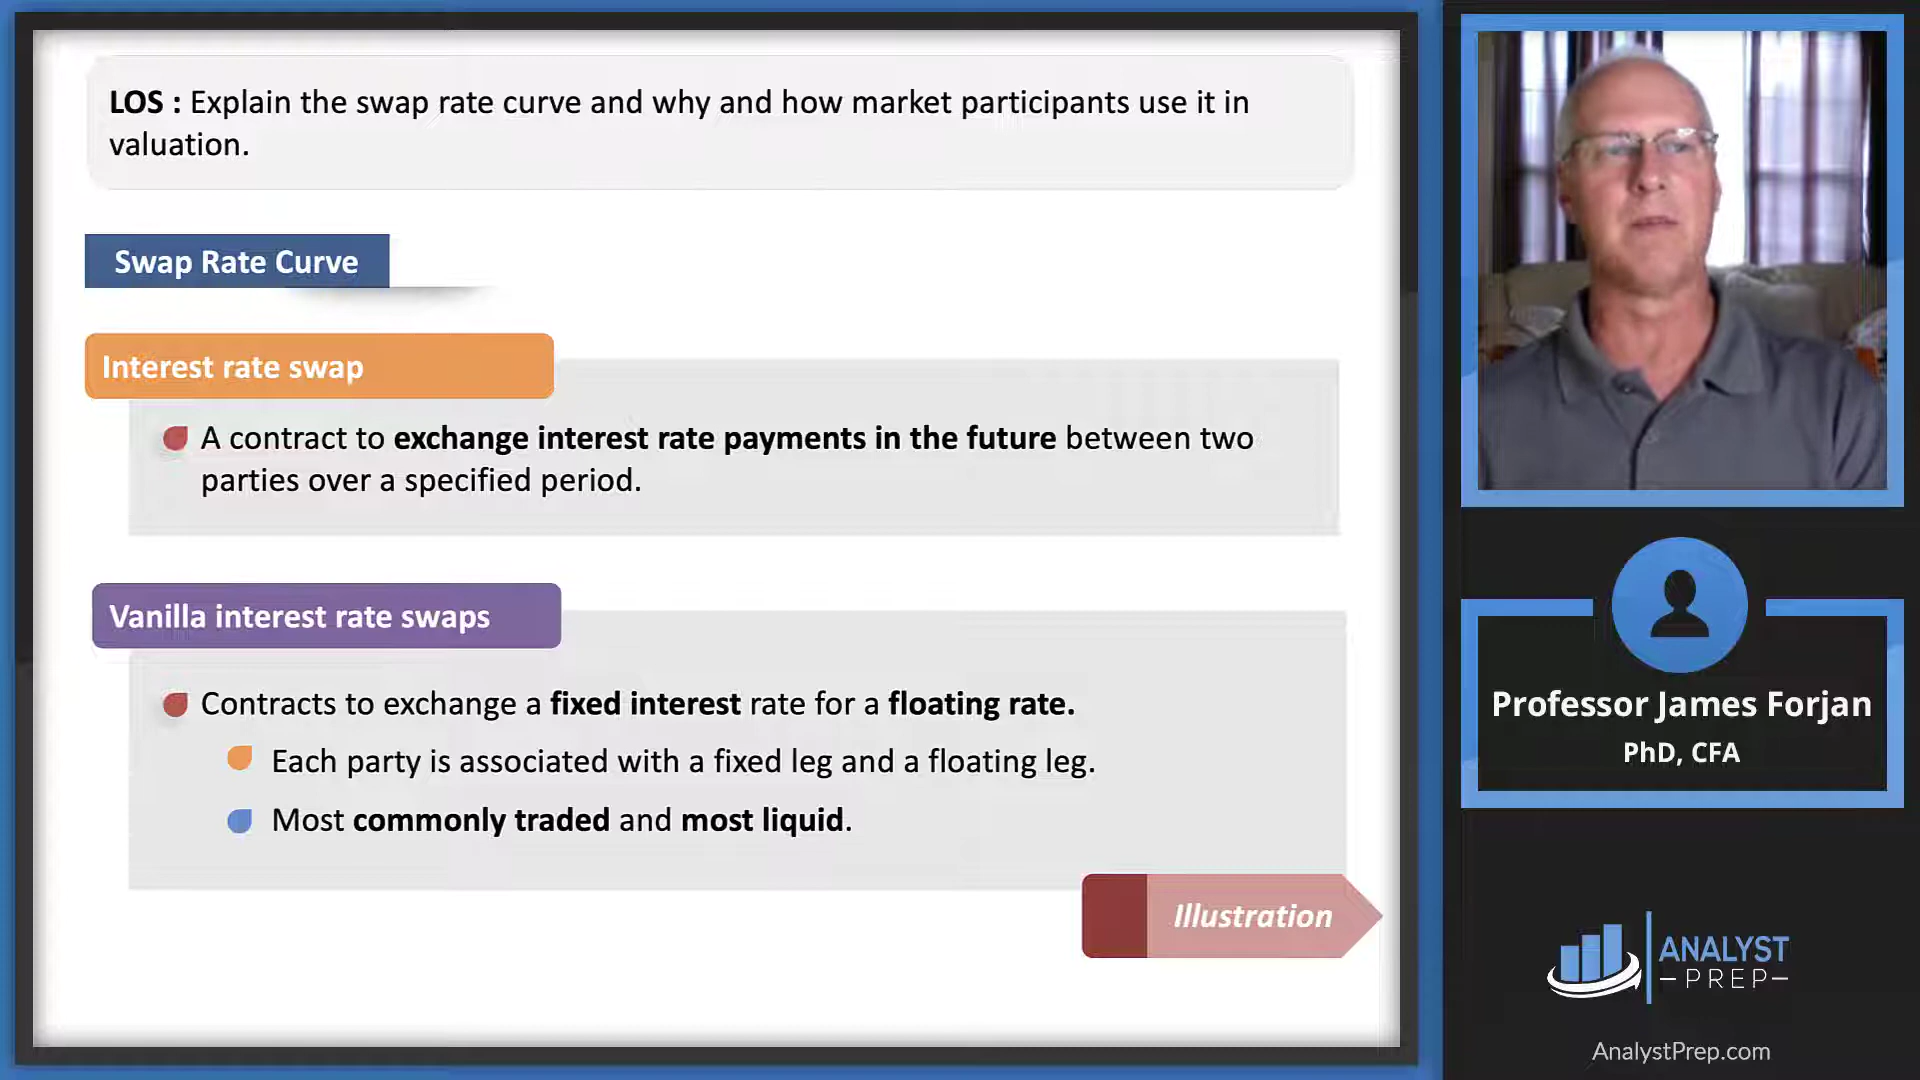 LOS : Explain the swap rate curve and why and how market participants use it in
valuation.
Swap Rate Curve
Interest rate swap
A contract to exchange interest rate payments in the future between two
parties over a specified period.
Vanilla interest rate swaps
Contracts to exchange a fixed interest rate for a floating rate.
Each party is associated with a fixed leg and a floating leg.
Most commonly traded and most liquid.
Illustration
Professor James Forjan
PhD, CFA
ANALYST
PREP
AnalystPrep.com